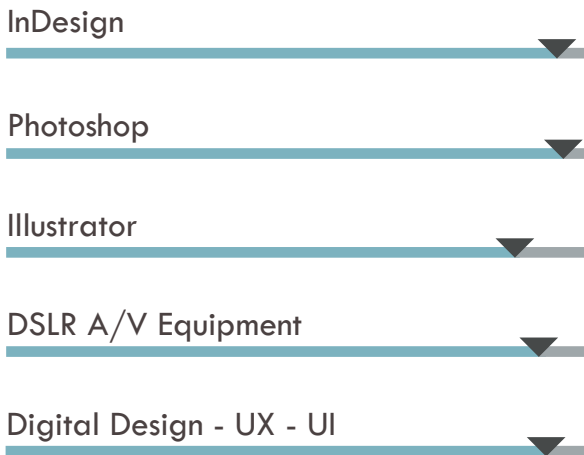 InDesign
Photoshop
Illustrator
DSLR A/V Equipment
Digital Design - UX - UI